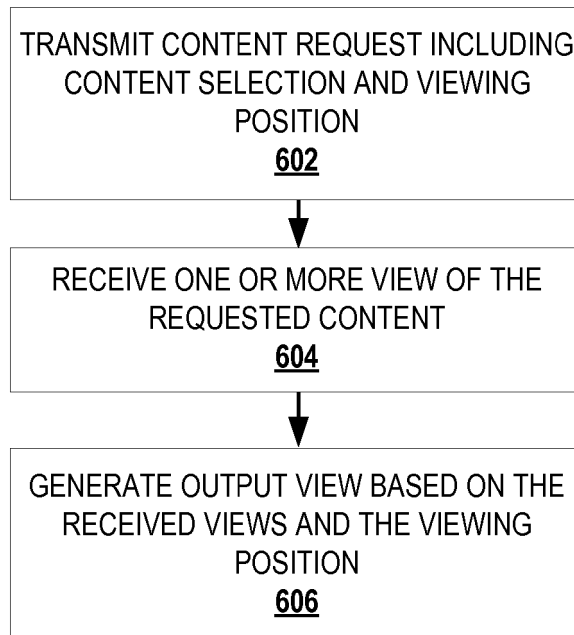 TRANSMIT CONTENT REQUEST INCLUDING
CONTENT SELECTION AND VIEWING
POSITION
602
RECEIVE ONE OR MORE VIEW OF THE
REQUESTED CONTENT
604
GENERATE OUTPUT VIEW BASED ON THE
RECEIVED VIEWS AND THE VIEWING
POSITION
606